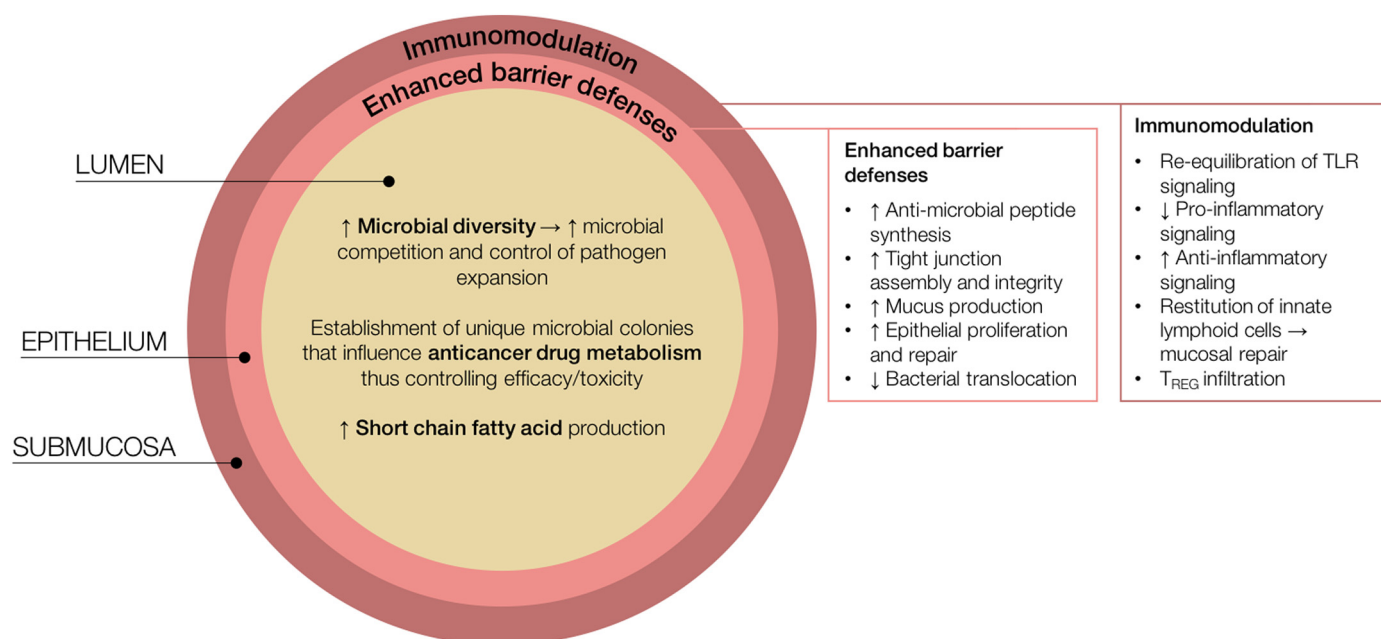 Immunomodulation
Enhanced barrier defenses
LUMEN
EPITHELIUM
SUBMUCOSA
↑ Microbial diversity → ↑ microbial
competition and control of pathogen
expansion
Establishment of unique microbial colonies
that influence anticancer drug metabolism
thus controlling efficacy/toxicity
↑ Short chain fatty acid production
Enhanced barrier
defenses
• ↑ Anti-microbial peptide
synthesis
• ↑ Tight junction
assembly and integrity
• ↑ Mucus production
• ↑ Epithelial proliferation
and repair
• ↓ Bacterial translocation
Immunomodulation
• Re-equilibration of TLR
signaling
• ↓ Pro-inflammatory
signaling
• ↑ Anti-inflammatory
signaling
• Restitution of innate
lymphoid cells →
mucosal repair
• TREG infiltration